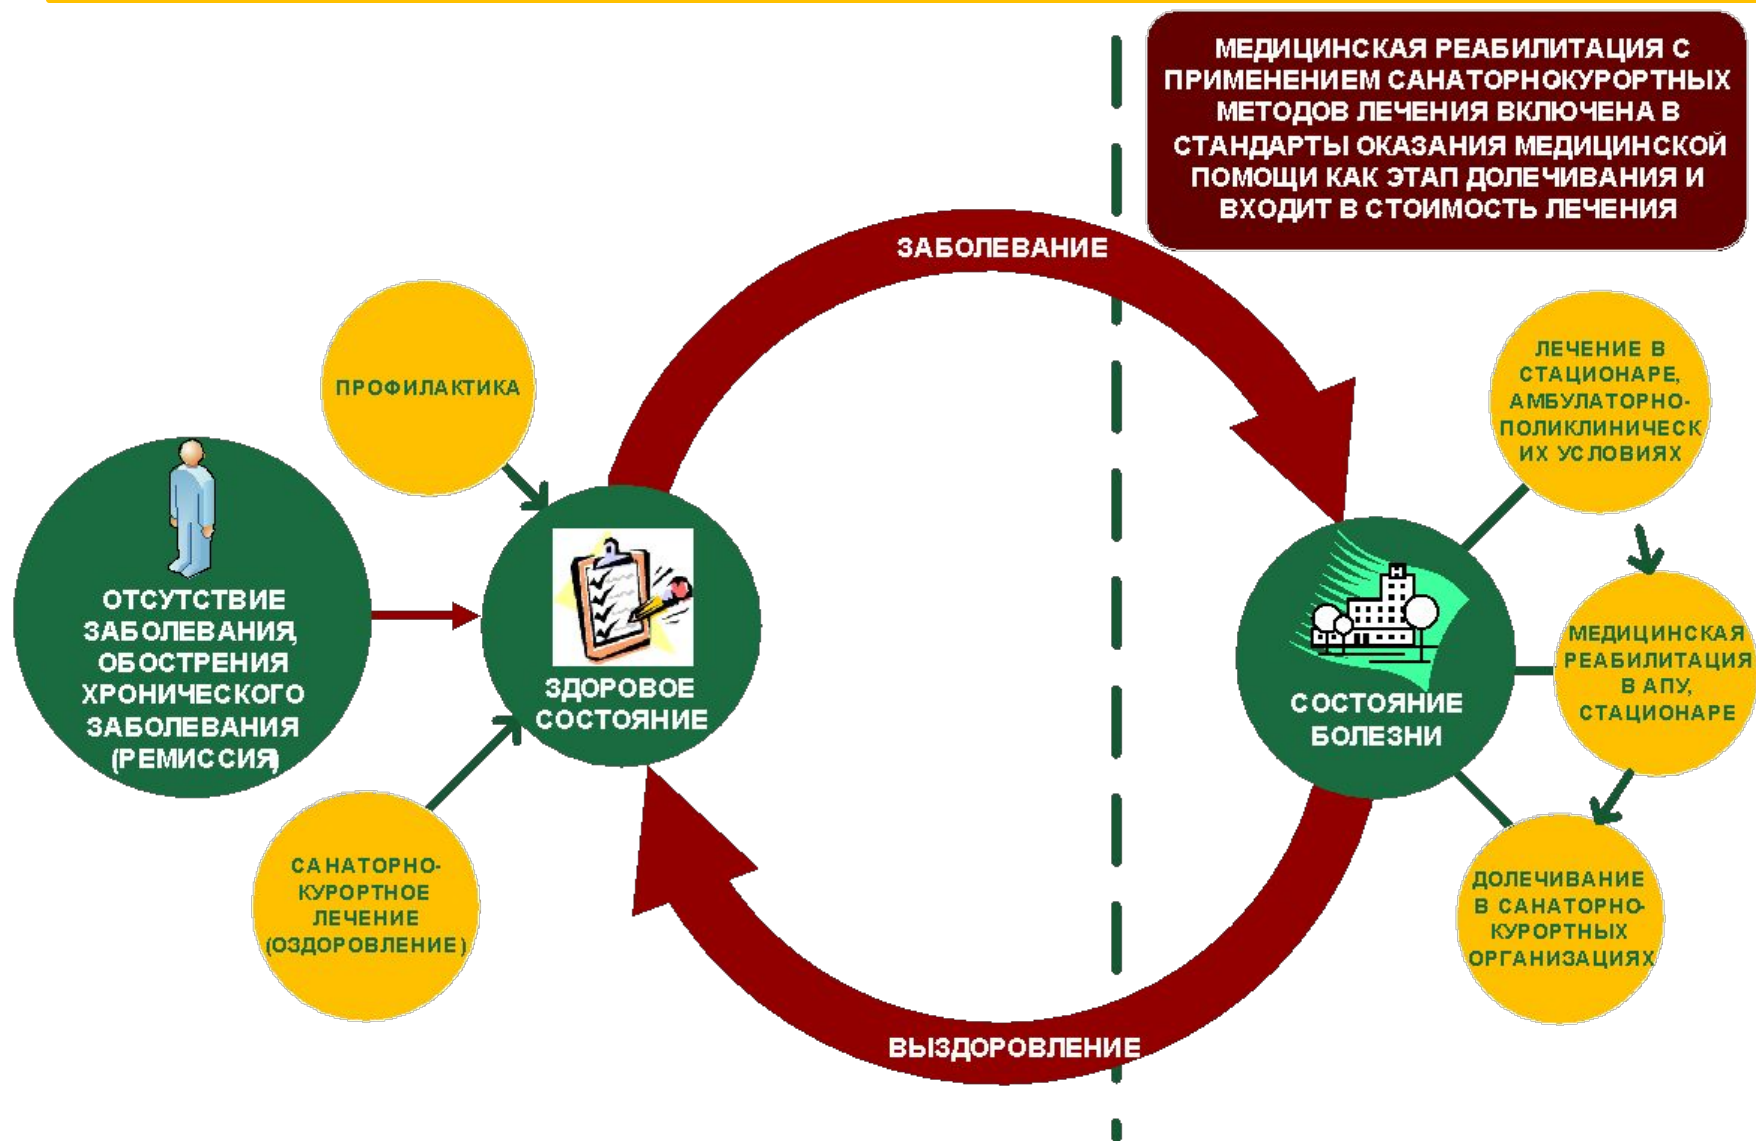 МЕДИЦИНСКАЯ РЕАБИЛИТАЦИЯ С
ПРИМЕНЕНИЕМ САНАТОРНОКУРОРТНЫХ
МЕТОДОВ ЛЕЧЕНИЯ ВКЛЮЧЕНА В
СТАНДАРТЫ ОКАЗАНИЯ МЕДИЦИНСКОЙ
ПОМОЩИ КАК ЭТАП ДОЛЕЧИВАНИЯ И
ВХОДИТ В СТОИМОСТЬ ЛЕЧЕНИЯ
ЗАБОЛЕВАНИЕ
ПРОФИЛАКТИКА
ОТСУТСТВИЕ
ЗАБОЛЕВАНИЯ,
ОБОСТРЕНИЯ
ХРОНИЧЕСКОГО
ЗАБОЛЕВАНИЯ
(РЕМИССИЯ)
ЗДОРОВОЕ
СОСТОЯНИЕ
САНАТОРНО-
КУРОРТНОЕ
ЛЕЧЕНИЕ
(ОЗДОРОВЛЕНИЕ)
ЛЕЧЕНИЕ В
СТАЦИОНАРЕ,
АМБУЛАТОРНО-
ПОЛИКЛИНИЧЕСК
ИХ УСЛОВИЯХ
H
СОСТОЯНИЕ
БОЛЕЗНИ
МЕДИЦИНСКАЯ
РЕАБИЛИТАЦИЯ
В АПУ,
СТАЦИОНАРЕ
ДОЛЕЧИВАНИЕ
В САНАТОРНО-
КУРОРТНЫХ
ОРГАНИЗАЦИЯХ
ВЫЗДОРОВЛЕНИЕ